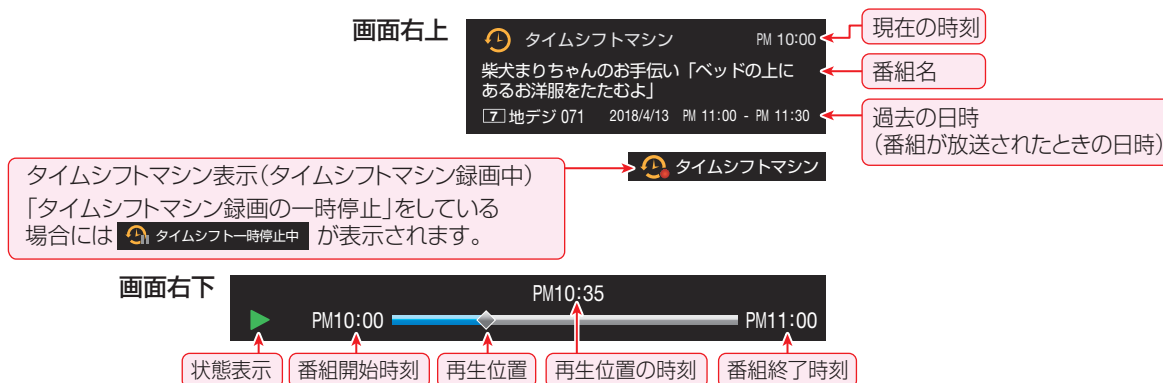 画面右上
タイムシフトマシン PM 10:00
柴犬まりちゃんのお手伝い「ベッドの上に
あるお洋服をたたむよ」
7 地デジ 071 2018/4/13 PM 11:00 - PM 11:30
現在の時刻
番組名
過去の日時
(番組が放送されたときの日時)
タイムシフトマシン
タイムシフトマシン表示(タイムシフトマシン録画中)
「タイムシフトマシン録画の一時停止」をしている
場合には タイムシフト一時停止中 が表示されます。
画面右下
PM10:35
PM10:00 PM11:00
状態表示 番組開始時刻 再生位置 再生位置の時刻 番組終了時刻